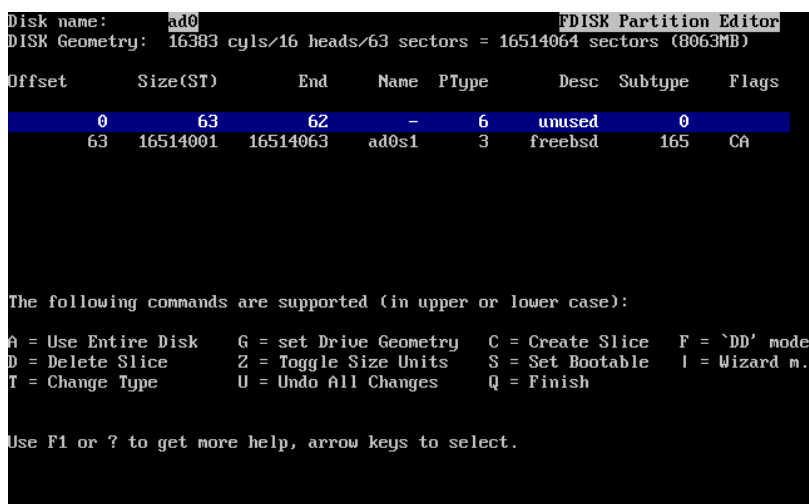 Disk name: ad0 FDISK Partition Editor
DISK Geometry: 16383 cyls/16 heads/63 sectors = 16514064 sectors (8063MB)
Offset Size(ST) End Name PType Desc Subtype Flags
0 63 62 - 6 unused 0
63 16514001 16514063 ad0s1 3 freebsd 165 CA
The following commands are supported (in upper or lower case):
A = Use Entire Disk G = set Drive Geometry C = Create Slice F = `DD' mode
D = Delete Slice Z = Toggle Size Units S = Set Bootable | = Wizard m.
T = Change Type U = Undo All Changes Q = Finish
Use F1 or ? to get more help, arrow keys to select.